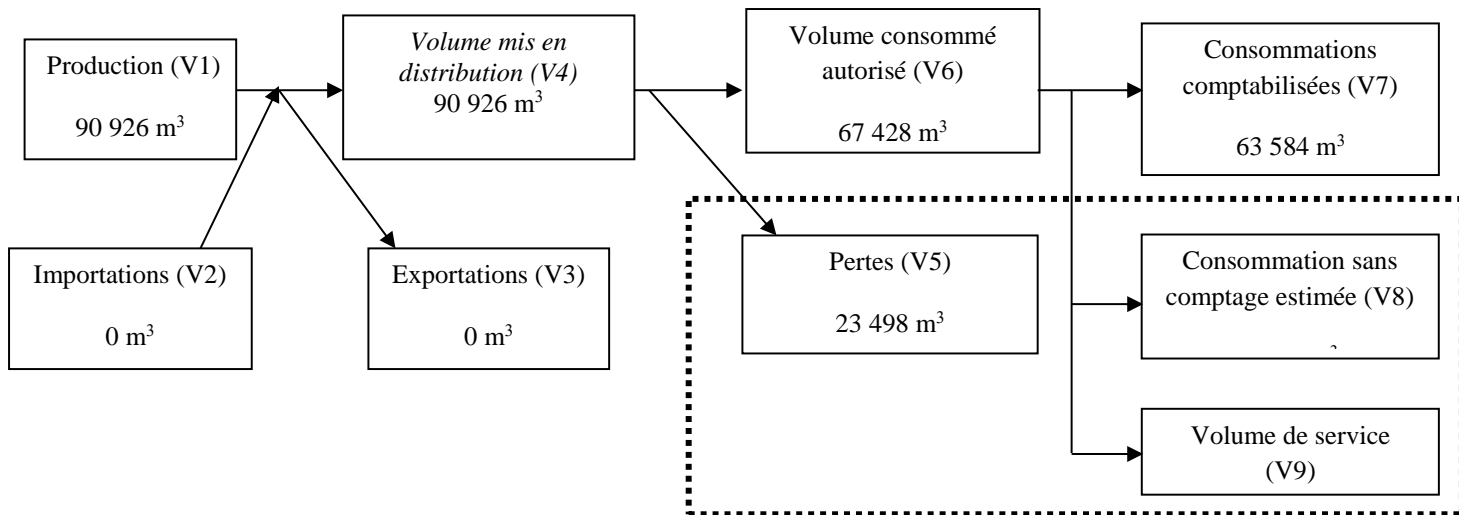 Production (V1)
90 926 m³
Volume mis en
distribution (V4)
90 926 m³
Volume consommé
autorisé (V6)
67 428 m³
Consommations
comptabilisées (V7)
63 584 m³
Importations (V2)
0 m³
Exportations (V3)
0 m³
Pertes (V5)
23 498 m³
Consommation sans
comptage estimée (V8)
Volume de service
(V9)